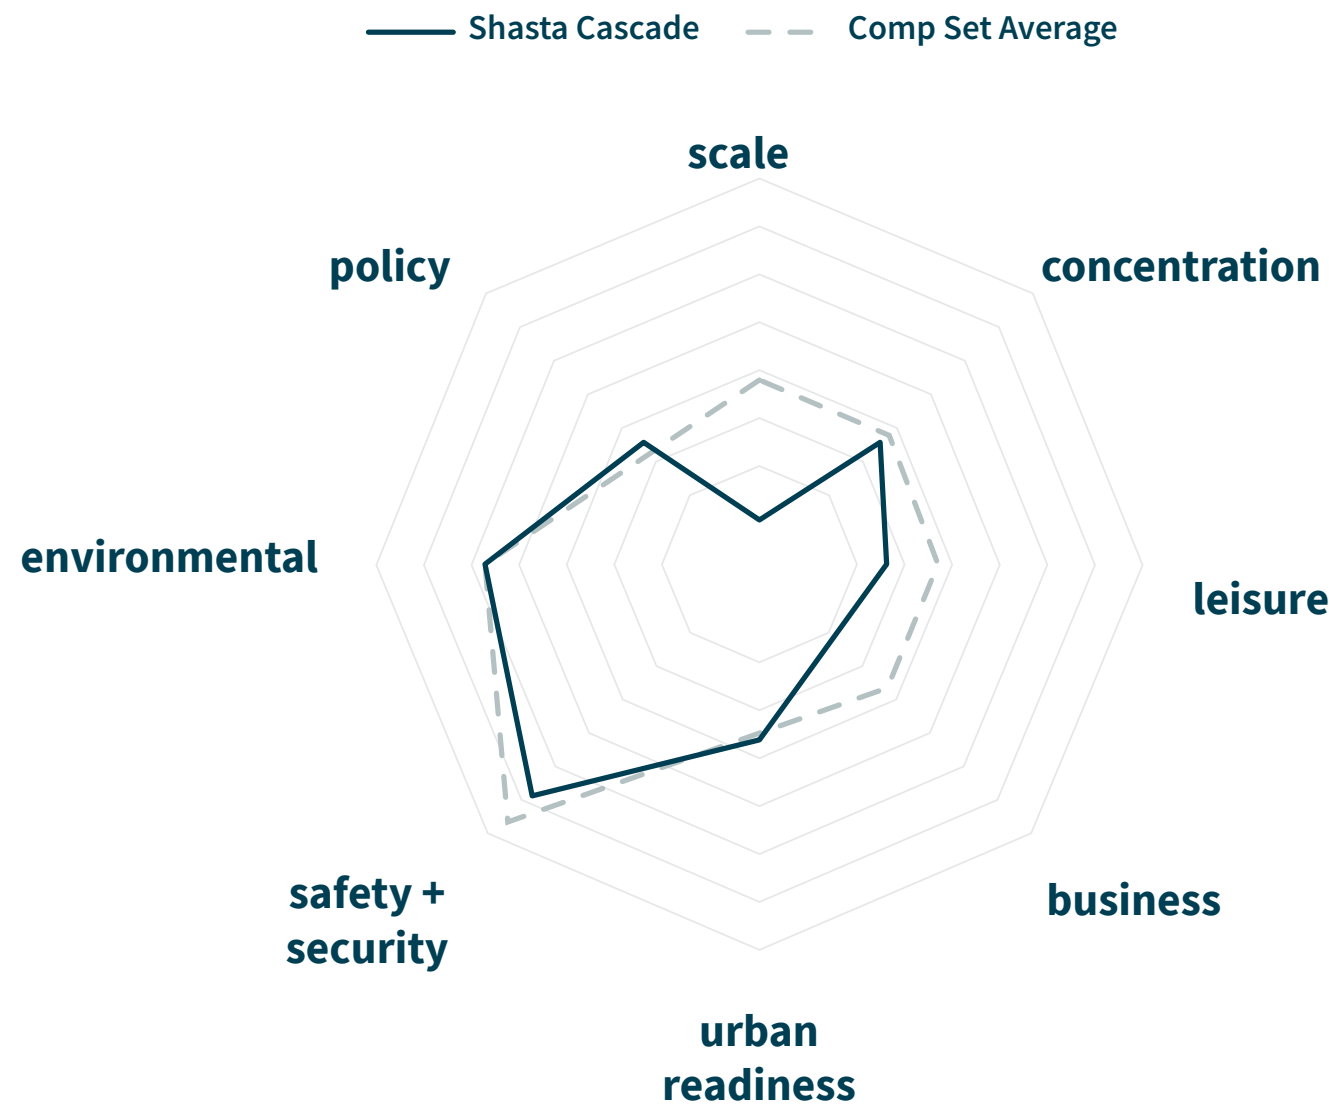 Shasta Cascade
Comp Set Average
scale
policy
concentration
environmental
leisure
safety +
security
business
urban
readiness